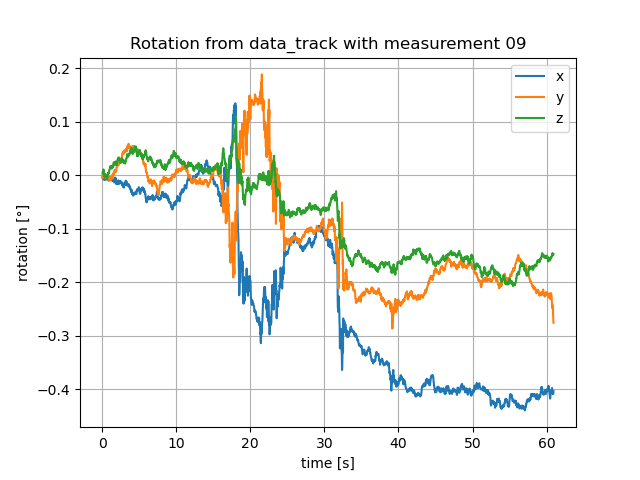 Rotation from data_track with measurement 09
x
y
z
rotation [°]
0.2
0.1
0.0
−0.1
−0.2
−0.3
−0.4
0
10
20
30
40
50
60
time [s]